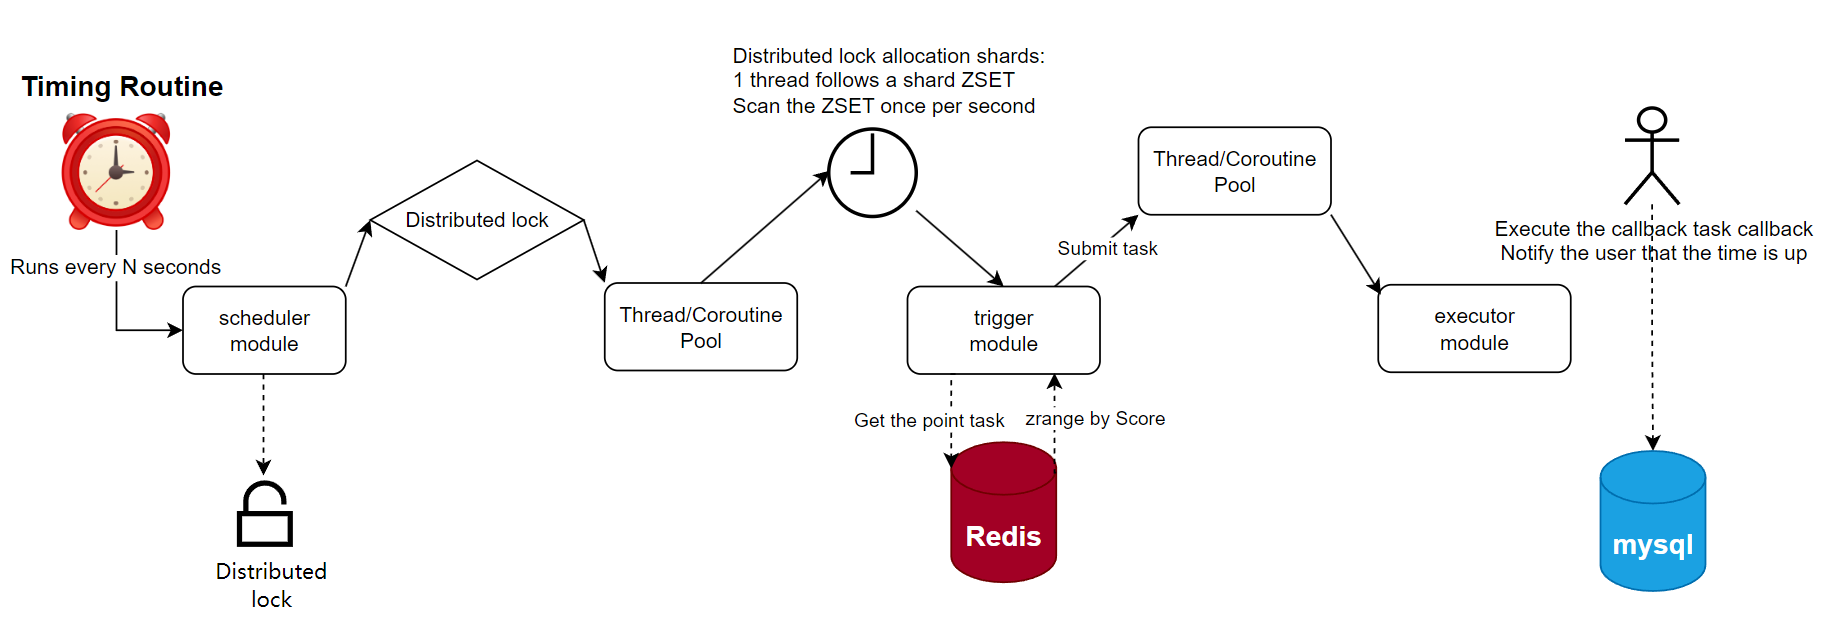 Timing Routine
Runs every N seconds
scheduler
module
Distributed
lock
Distributed lock
Thread/Coroutine
Pool
Distributed lock allocation shards:
1 thread follows a shard ZSET
Scan the ZSET once per second
trigger
module
Get the point task
zrange by Score
Redis
Submit task
Thread/Coroutine
Pool
executor
module
Execute the callback task callback
Notify the user that the time is up
mysql